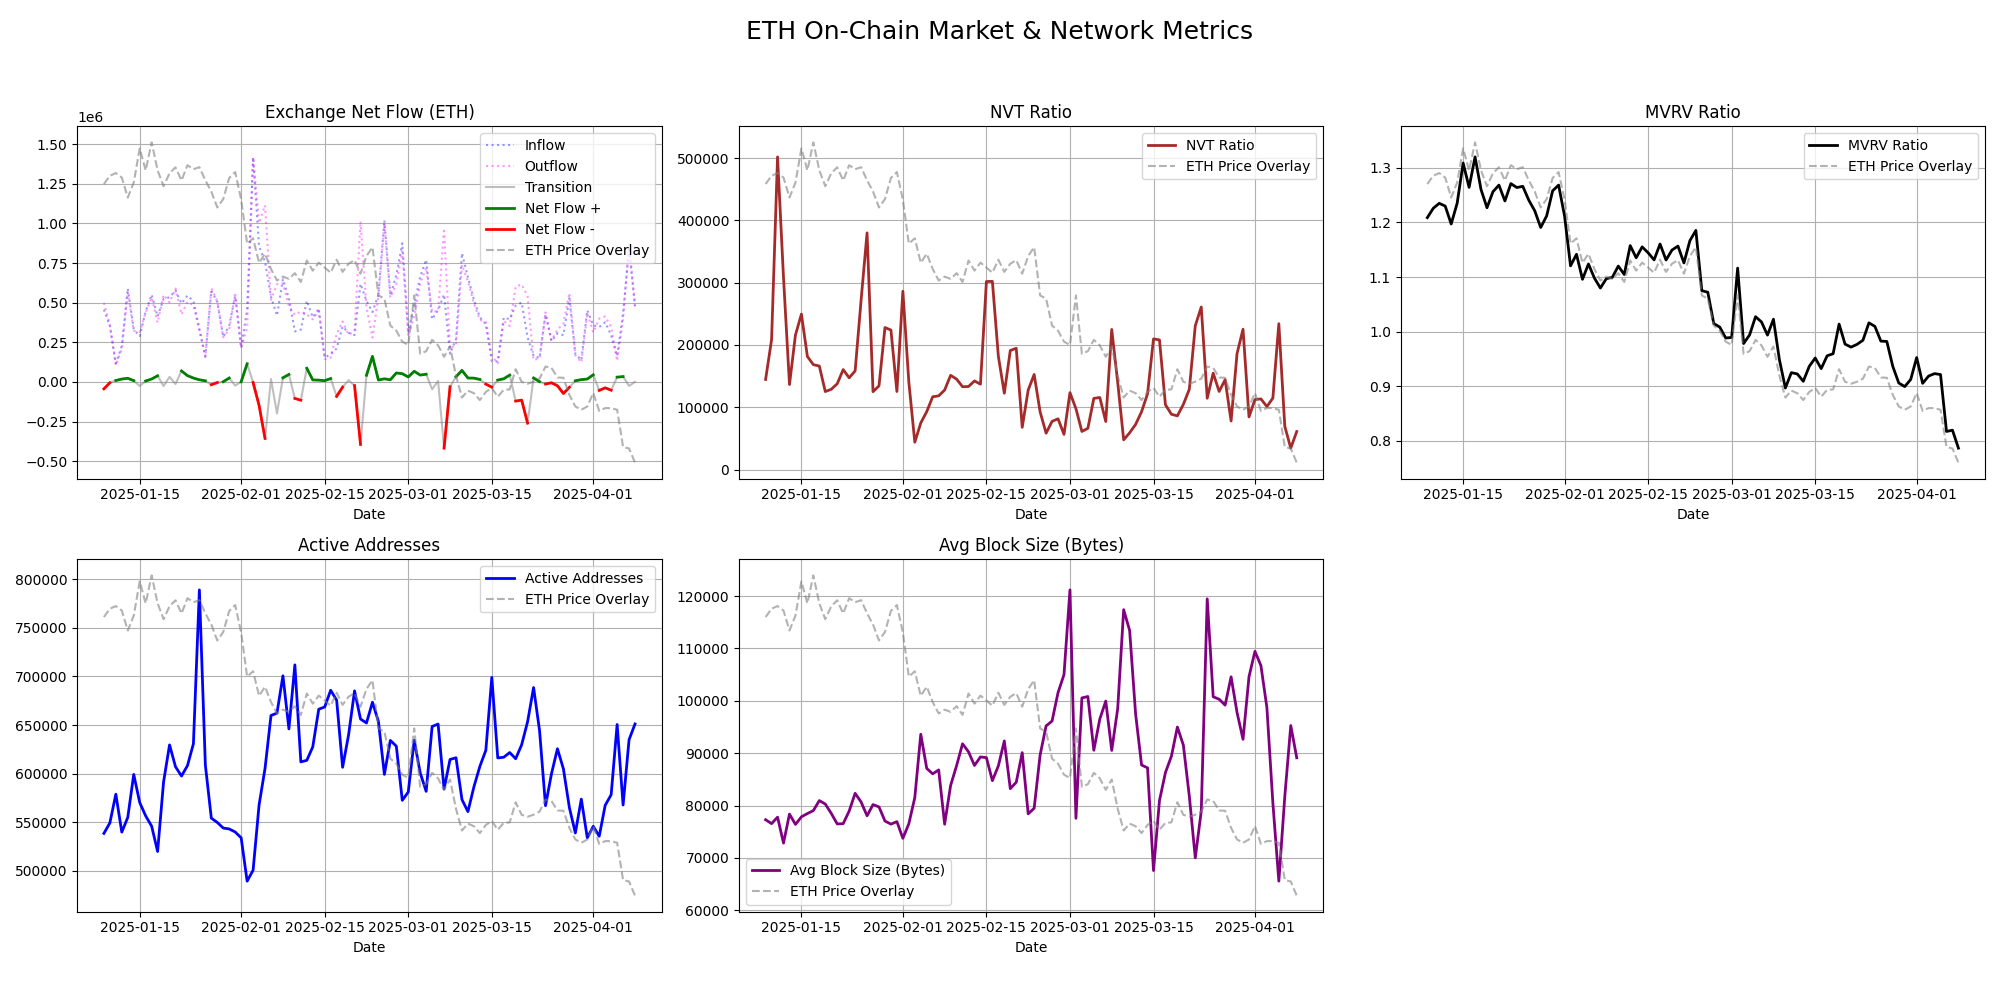 ETH On-Chain Market & Network Metrics
Exchange Net Flow (ETH)
1e6
1.50
1.25
1.00
0.75
0.50
0.25
0.00
−0.25
−0.50
Inflow
Outflow
Transition
Net Flow +
Net Flow -
ETH Price Overlay
2025-01-15
2025-02-01
2025-02-15
2025-03-01
2025-03-15
2025-04-01
Date
NVT Ratio
500000
400000
300000
200000
100000
0
NVT Ratio
ETH Price Overlay
2025-01-15
2025-02-01
2025-02-15
2025-03-01
2025-03-15
2025-04-01
Date
MVRV Ratio
1.3
1.2
1.1
1.0
0.9
0.8
MVRV Ratio
ETH Price Overlay
2025-01-15
2025-02-01
2025-02-15
2025-03-01
2025-03-15
2025-04-01
Date
Active Addresses
800000
750000
700000
650000
600000
550000
500000
Active Addresses
ETH Price Overlay
2025-01-15
2025-02-01
2025-02-15
2025-03-01
2025-03-15
2025-04-01
Date
Avg Block Size (Bytes)
120000
110000
100000
90000
80000
70000
60000
Avg Block Size (Bytes)
ETH Price Overlay
2025-01-15
2025-02-01
2025-02-15
2025-03-01
2025-03-15
2025-04-01
Date